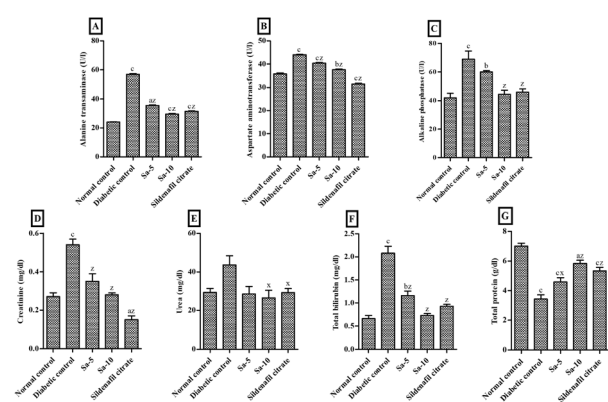 A
Alanine transaminase (U/l)
80
60
40
20
0
c
az
cz
cz
Normal control
Diabetic control
Sa-5
Sa-10
Sildenafil citrate
B
Aspartate aminotransferase (U/l)
50
40
30
20
10
0
c
cz
bz
cz
Normal control
Diabetic control
Sa-5
Sa-10
Sildenafil citrate
C
Alkaline phosphatase (U/l)
80
60
40
20
0
c
b
z
z
Normal control
Diabetic control
Sa-5
Sa-10
Sildenafil citrate
D
Creatinine (mg/dl)
0.6
0.4
0.2
0.0
c
z
z
az
Normal control
Diabetic control
Sa-5
Sa-10
Sildenafil citrate
E
Urea (mg/dl)
80
60
40
20
0
x
x
Normal control
Diabetic control
Sa-5
Sa-10
Sildenafil citrate
F
Total bilirubin (mg/dl)
2.5
2.0
1.5
1.0
0.5
0.0
c
bz
z
z
Normal control
Diabetic control
Sa-5
Sa-10
Sildenafil citrate
G
Total protein (g/dl)
8
6
4
2
0
c
cx
az
cz
Normal control
Diabetic control
Sa-5
Sa-10
Sildenafil citrate